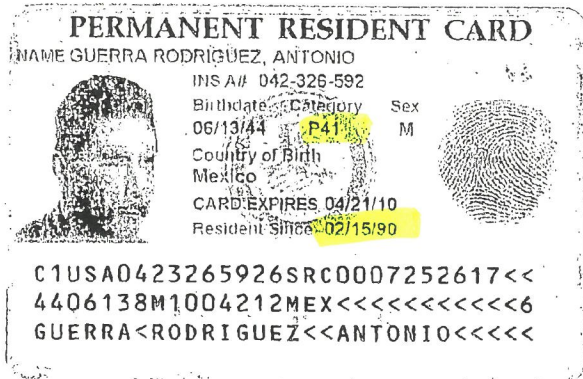 PERMANENT RESIDENT CARD
NAME GUERRA RODRIGUEZ, ANTONIO
INS A# 042-326-592
Birthdate Category Sex
06/13/44 P41 M
Country of Birth
Mexico
CARD EXPIRES 04/21/10
Resident Since 02/15/90
C1USA0423265926SRC0007252617<<
4406138M1004212MEX<<<<<<<<<<<6
GUERRA<RODRIGUEZ<<ANTONIO<<<<<